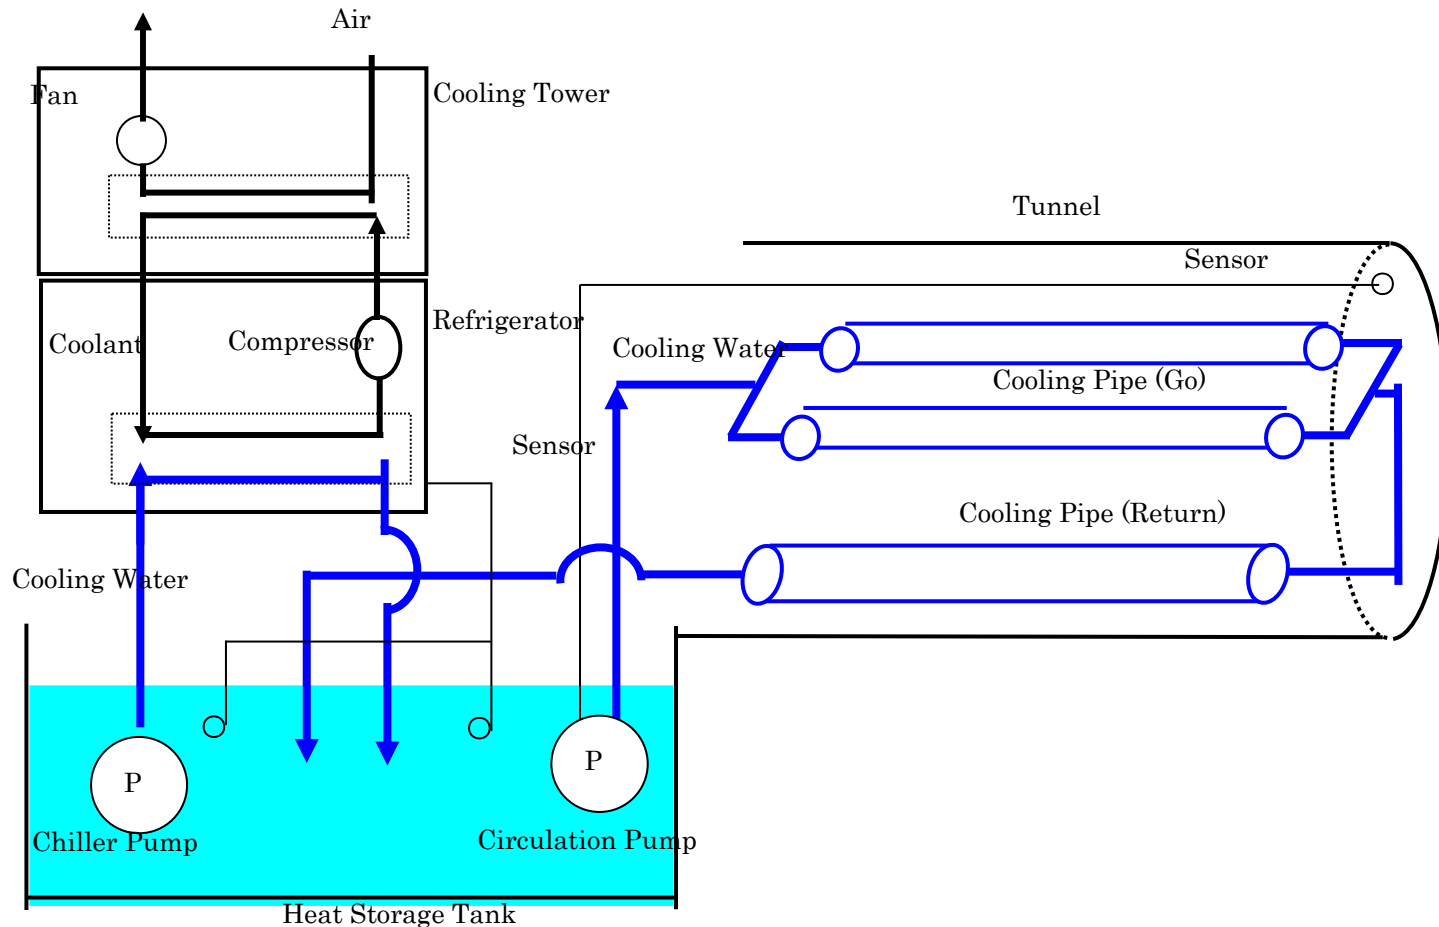 Air
Fan
Cooling Tower
Tunnel
Sensor
Refrigerator
Coolant
Compressor
Cooling Water
Cooling Pipe (Go)
Sensor
Cooling Pipe (Return)
Cooling Water
P
P
Chiller Pump
Circulation Pump
Heat Storage Tank